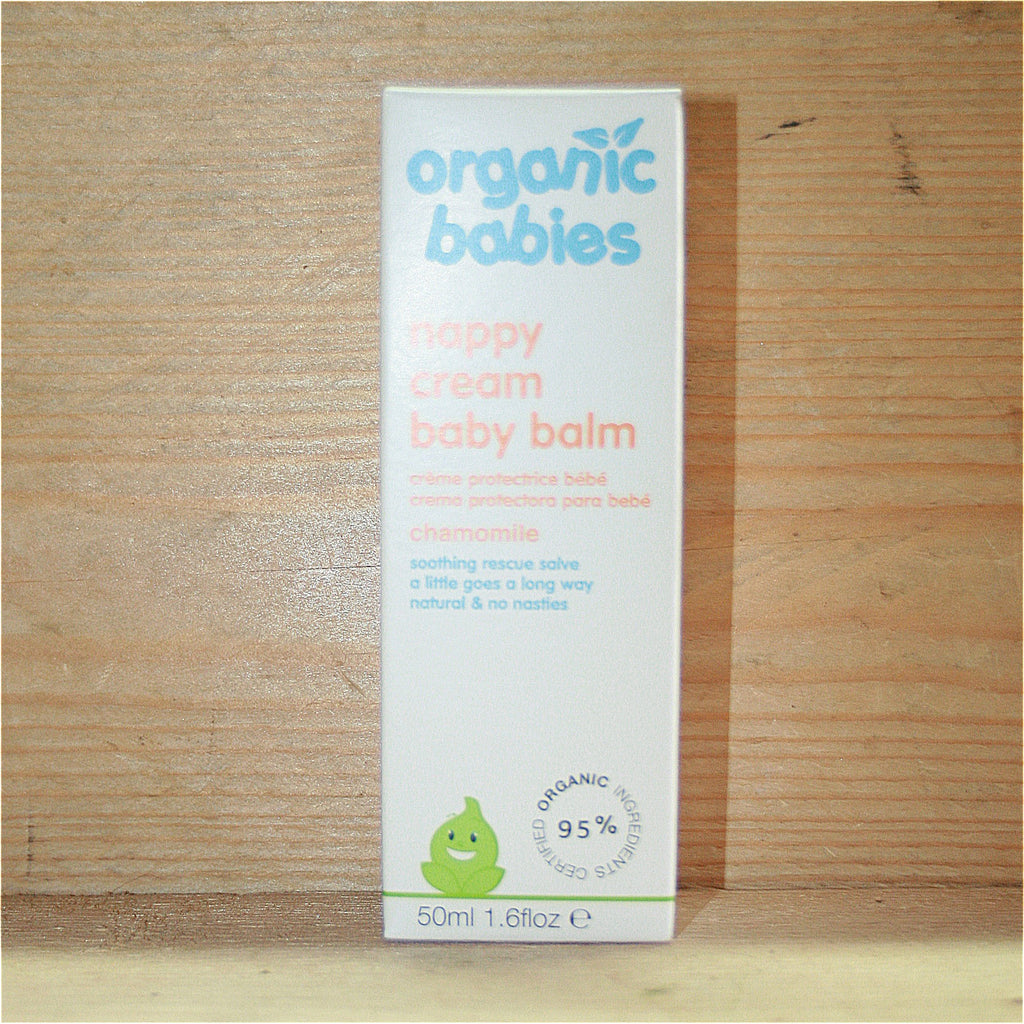 organic
babies
nappy
cream
baby balm
crème protectrice bébé
crema protectora para bebé
chamomile
soothing rescue salve
a little goes a long way
natural & no nasties
CERTIFIED ORGANIC INGREDIENTS
95%
50ml 1.6floz ℮